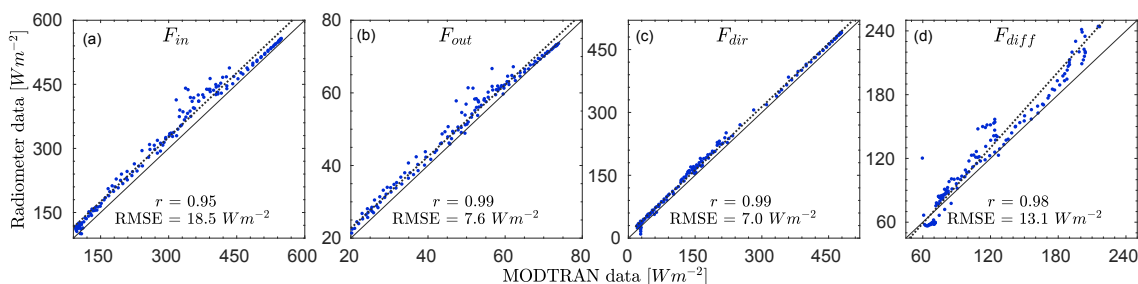 Radiometer data [Wm⁻²]
600
450
300
150
(a)
F_in
r = 0.95
RMSE = 18.5 Wm⁻²
150 300 450 600
80
60
40
20
(b)
F_out
r = 0.99
RMSE = 7.6 Wm⁻²
20 40 60 80
450
300
150
0
(c)
F_dir
r = 0.99
RMSE = 7.0 Wm⁻²
0 150 300 450
240
180
120
60
(d)
F_diff
r = 0.98
RMSE = 13.1 Wm⁻²
60 120 180 240
MODTRAN data [Wm⁻²]